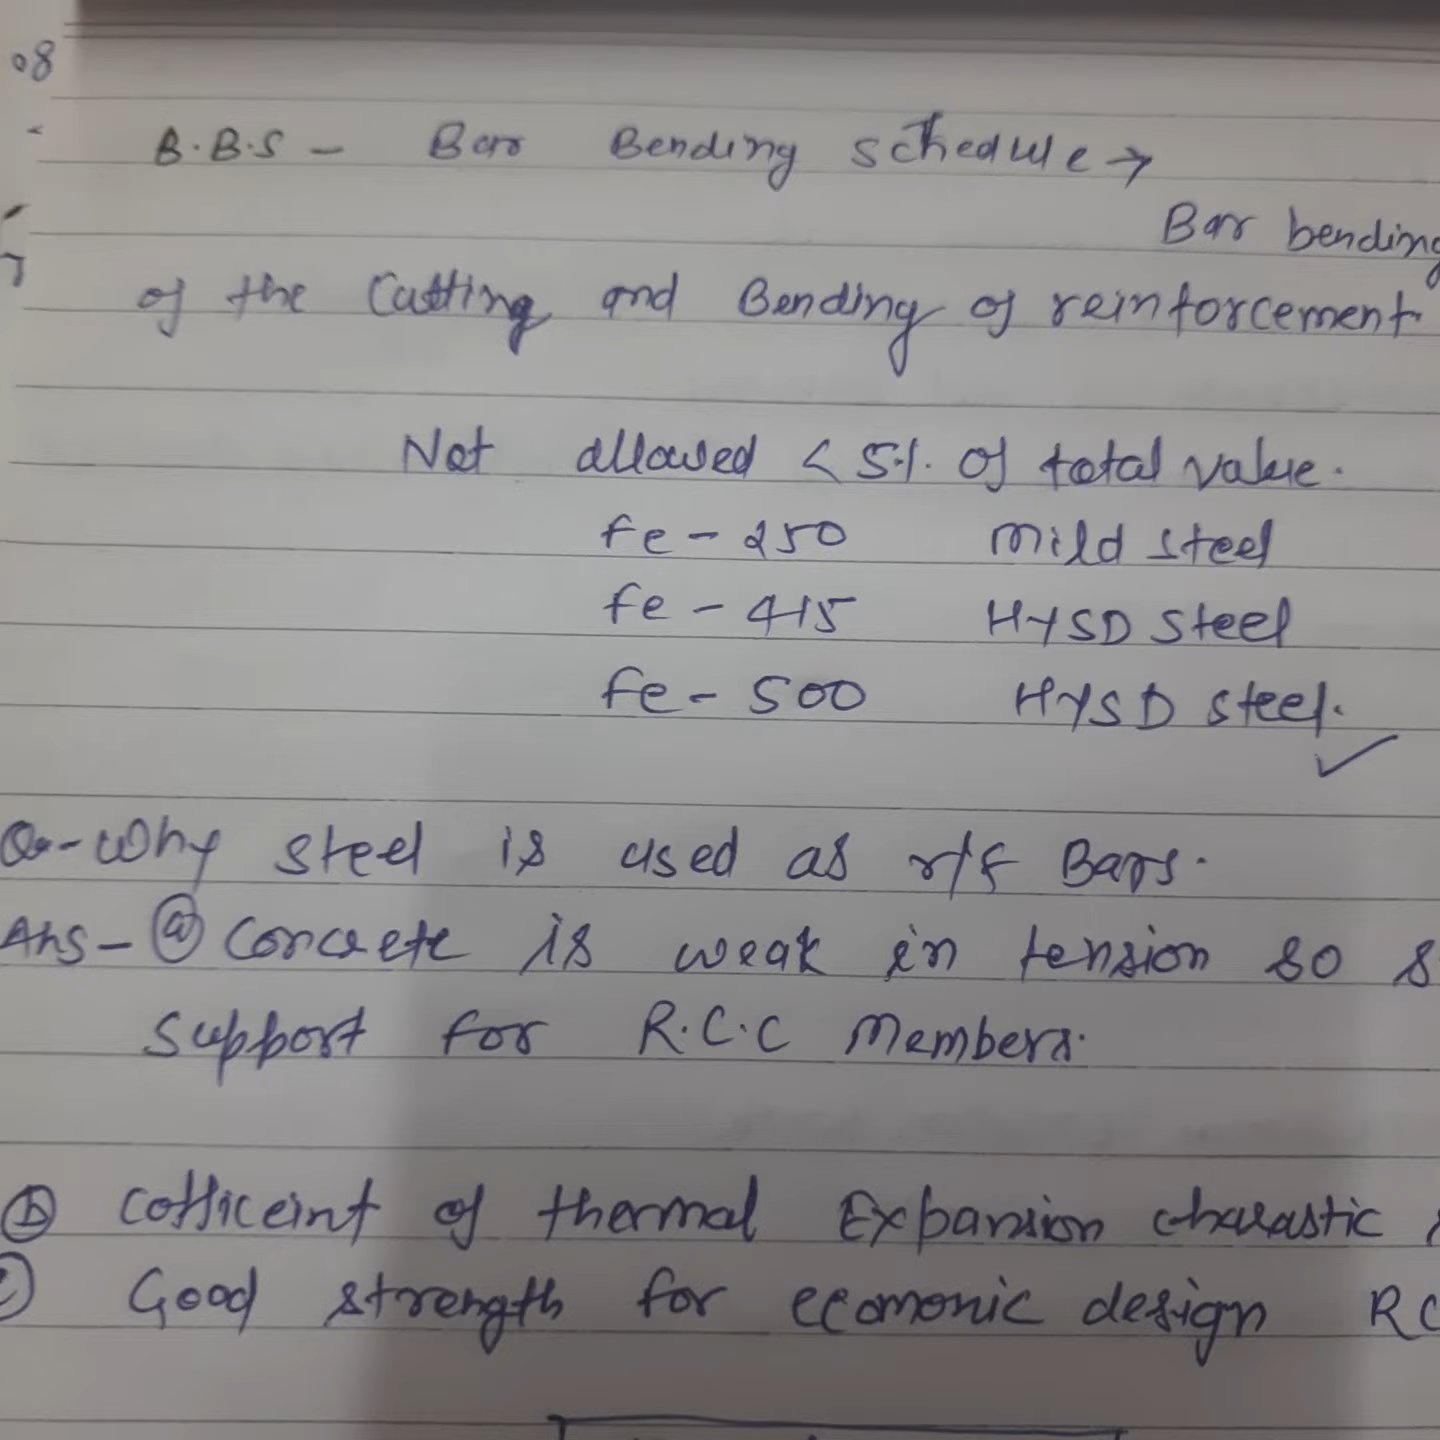 08
B.B.S - Bar Bending Schedule →
Bar bending
of the Cutting and Bending of reinforcement
Not allowed < 5% of total value.
fe - 250 Mild steel
fe - 415 HYSD steel
fe - 500 HYSD steel.
Q - Why steel is used as r/f Bars.
Ans - (a) Concrete is weak in tension so s
support for R.C.C Members.
(b) Cofficeint of thermal Expansion charastic
Good strength for ecomonic design RC